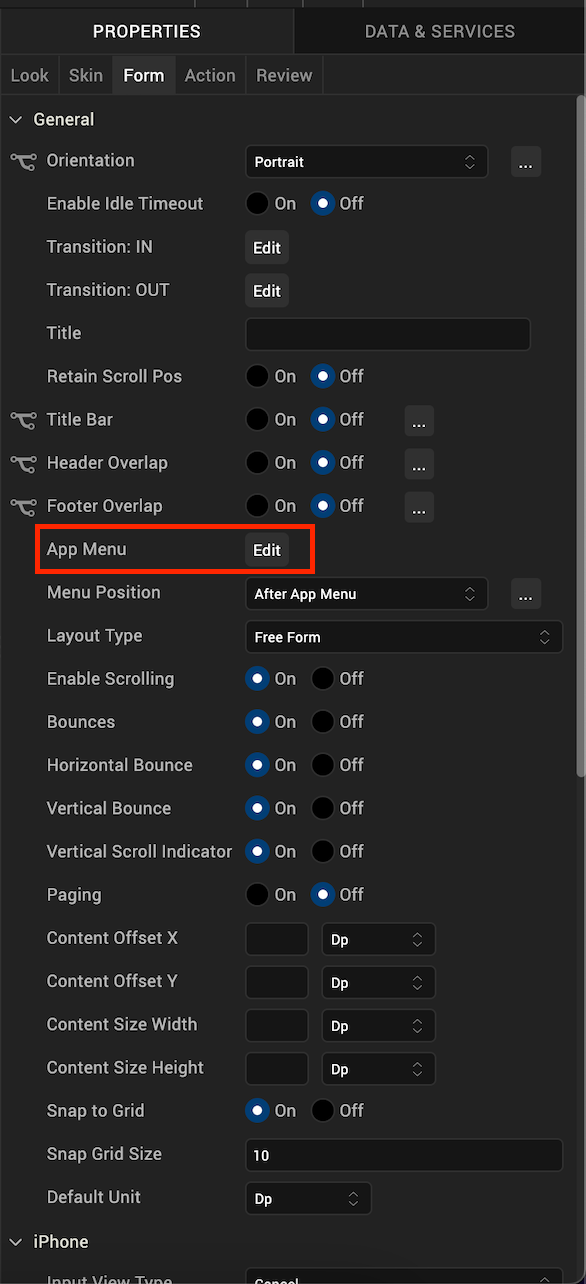 PROPERTIES DATA & SERVICES
Look Skin Form Action Review
General
Orientation Portrait ...
Enable Idle Timeout On Off
Transition: IN Edit
Transition: OUT Edit
Title
Retain Scroll Pos On Off
Title Bar On Off ...
Header Overlap On Off ...
Footer Overlap On Off ...
App Menu Edit
Menu Position After App Menu ...
Layout Type Free Form
Enable Scrolling On Off
Bounces On Off
Horizontal Bounce On Off
Vertical Bounce On Off
Vertical Scroll Indicator On Off
Paging On Off
Content Offset X Dp
Content Offset Y Dp
Content Size Width Dp
Content Size Height Dp
Snap to Grid On Off
Snap Grid Size 10
Default Unit Dp
iPhone
Input View Type Cancel